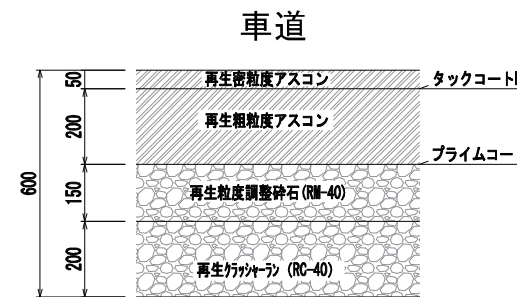 車道
50
再生密粒度アスコン
タックコート
200
再生粗粒度アスコン
プライムコー
600
150
再生粒度調整砕石(RM-40)
200
再生クラッシャーラン (RC-40)